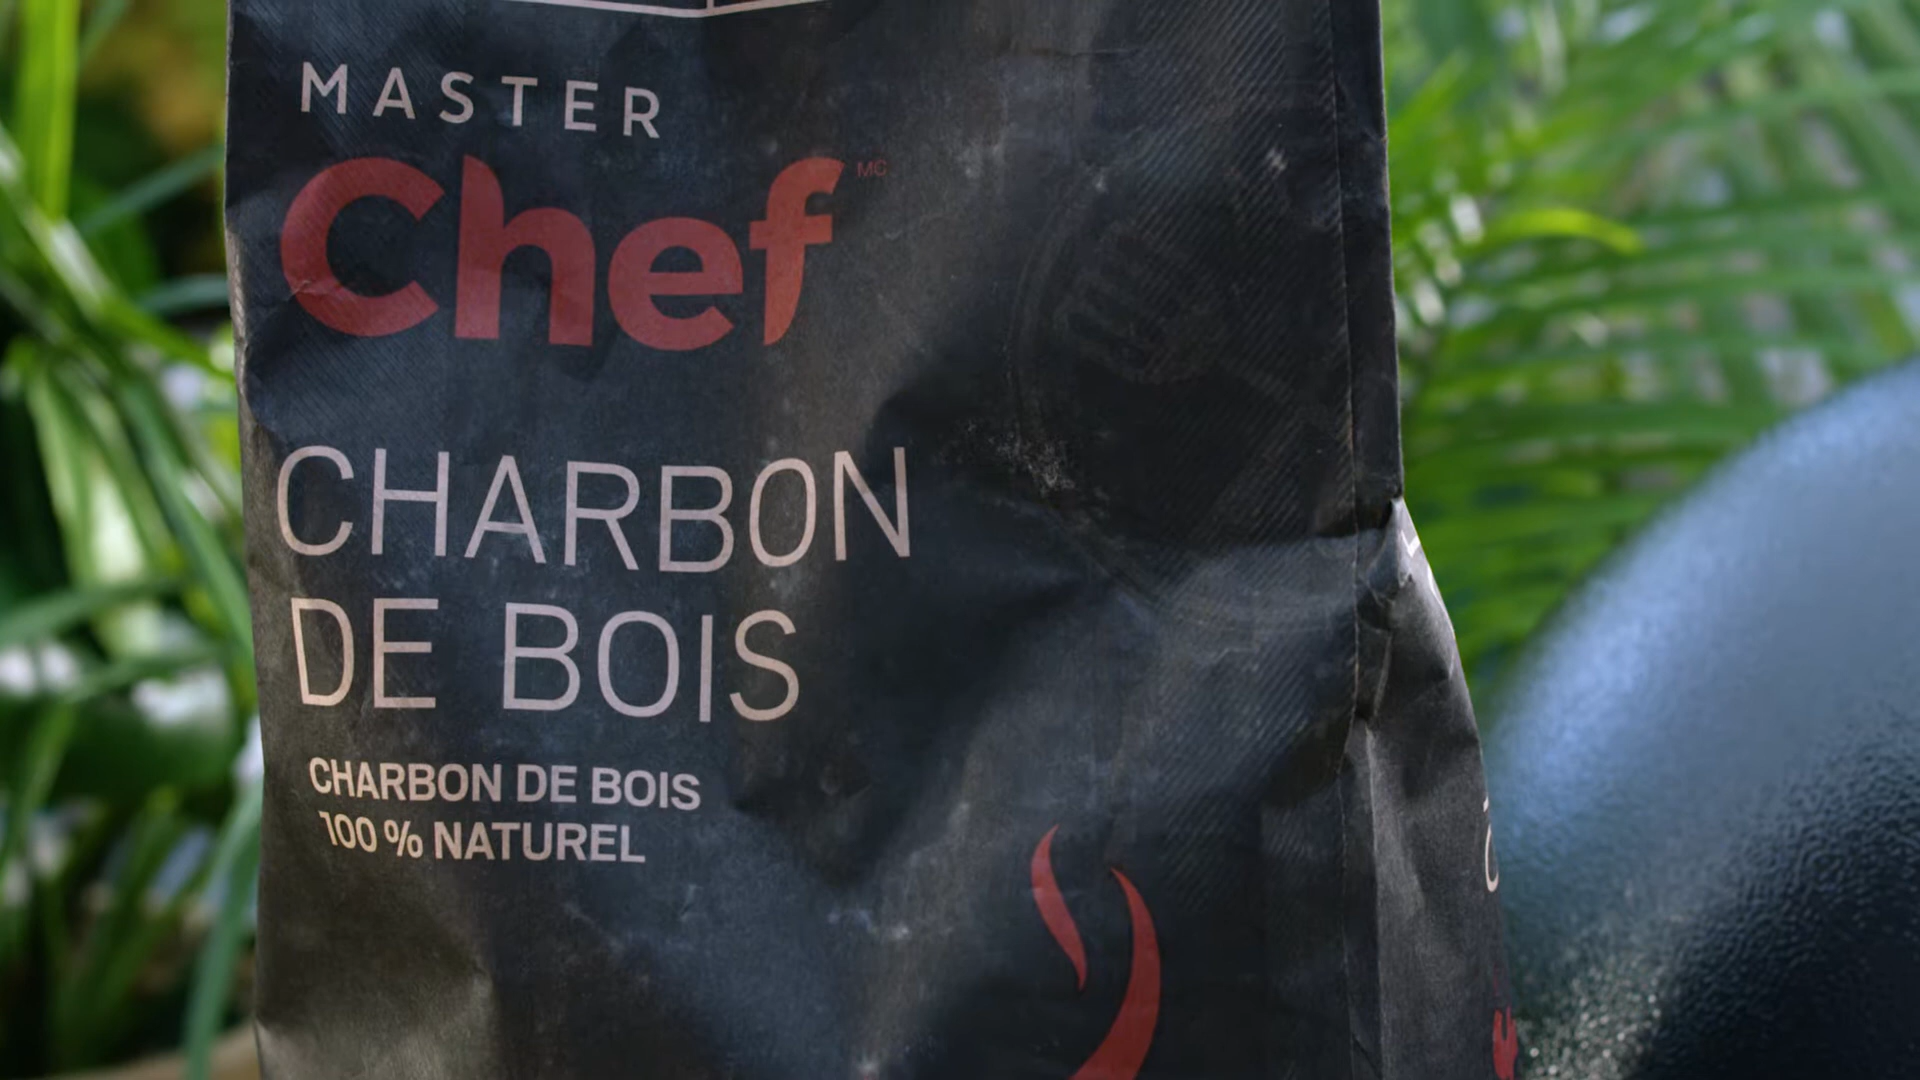 MASTER
Chef MC
CHARBON
DE BOIS
CHARBON DE BOIS
100 % NATUREL